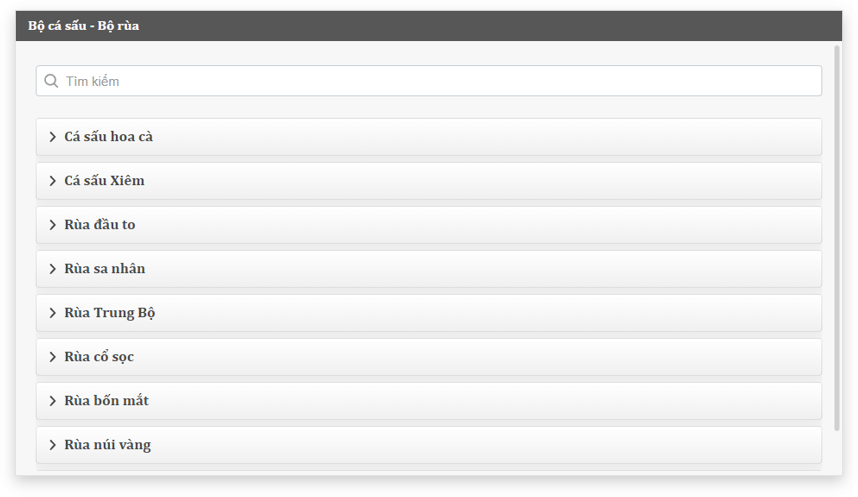 Bộ cá sấu - Bộ rùa
Tìm kiếm
Cá sấu hoa cà
Cá sấu Xiêm
Rùa đầu to
Rùa sa nhân
Rùa Trung Bộ
Rùa cổ sọc
Rùa bốn mắt
Rùa núi vàng